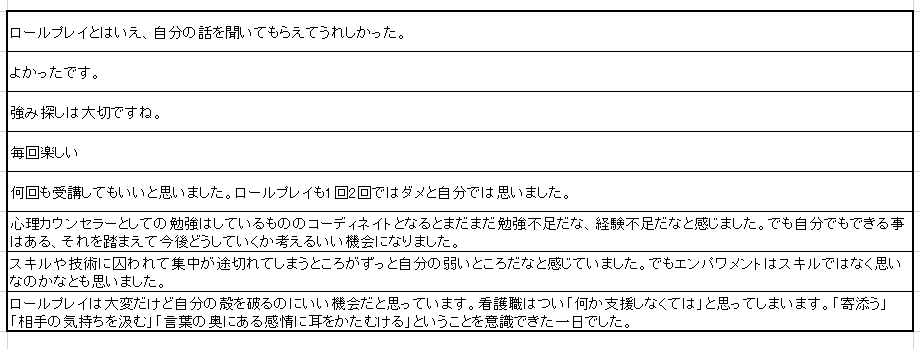 ロールプレイとはいえ、自分の話を聞いてもらえてうれしかった。
よかったです。
強み探しは大切ですね。
毎回楽しい
何回も受講してもいいと思いました。ロールプレイも1回2回ではダメと自分では思いました。
心理カウンセラーとしての勉強はしているもののコーディネイトとなるとまだまだ勉強不足だな、経験不足だなと感じました。でも自分でもできる事
はある、それを踏まえて今後どうしていくか考えるいい機会になりました。
スキルや技術に囚われて集中が途切れてしまうところがずっと自分の弱いところだなと感じていました。でもエンパワメントはスキルではなく思い
なのかなとも思いました。
ロールプレイは大変だけど自分の殻を破るのにいい機会だと思っています。看護職はつい「何か支援しなくては」と思ってしまいます。「寄添う」
「相手の気持ちを汲む」「言葉の奥にある感情に耳をかたむける」ということを意識できた一日でした。